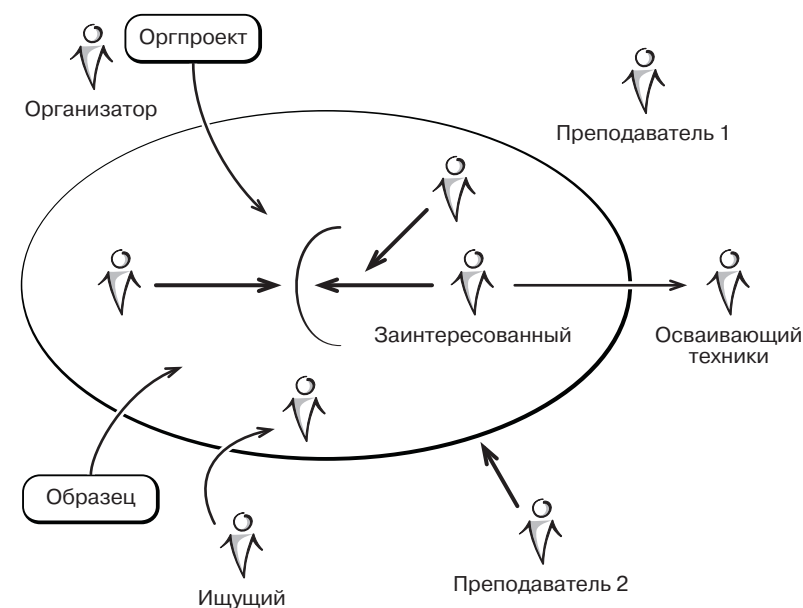 Оргпроект
Организатор
Преподаватель 1
Заинтересованный
Осваивающий
техники
Образец
Преподаватель 2
Ищущий